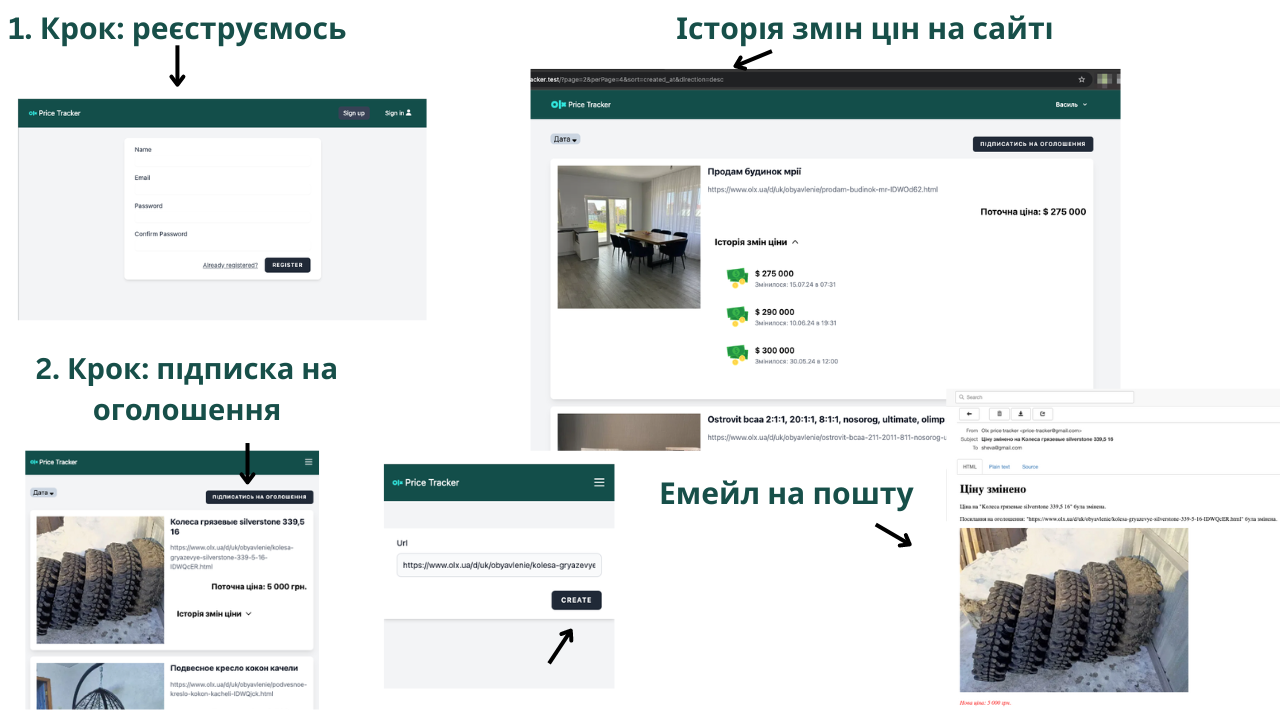 1. Крок: реєструємось
olx Price Tracker
Sign up
Sign in
Name
Email
Password
Confirm Password
Already registered?
REGISTER
2. Крок: підписка на
оголошення
olx Price Tracker
Дата
ПІДПИСАТИСЬ НА ОГОЛОШЕННЯ
Колеса грязевые silverstone 339,5
16
https://www.olx.ua/d/uk/obyavlenie/kolesa-
gryazevye-silverstone-339-5-16-
IDWQcER.html
Поточна ціна: 5 000 грн.
Історія змін ціни
Подвесное кресло кокон качели
https://www.olx.ua/d/uk/obyavlenie/podvesnoe-
kreslo-kokon-kacheli-IDWQjck.html
olx Price Tracker
Url
https://www.olx.ua/d/uk/obyavlenie/kolesa-gryazevye
CREATE
Історія змін цін на сайті
acker.test/?page=2&perPage=4&sort=created_at&direction=desc
olx Price Tracker
Василь
Дата
ПІДПИСАТИСЬ НА ОГОЛОШЕННЯ
Продам будинок мрії
https://www.olx.ua/d/uk/obyavlenie/prodam-budinok-mr-IDWOd62.html
Поточна ціна: $ 275 000
Історія змін ціни
$ 275 000
Змінилося: 15.07.24 в 07:31
$ 290 000
Змінилося: 10.06.24 в 19:31
$ 300 000
Змінилося: 30.05.24 в 12:00
Ostrovit bcaa 2:1:1, 20:1:1, 8:1:1, nosorog, ultimate, olimp
https://www.olx.ua/d/uk/obyavlenie/ostrovit-bcaa-211-2011-811-nosorog-u
Емейл на пошту
Search
From Olx price tracker <price-tracker@gmail.com>
Subject Ціну змінено на Колеса грязевые silverstone 339,5 16
To sheva@gmail.com
HTML Plain text Source
Ціну змінено
Ціна на "Колеса грязевые silverstone 339,5 16" була змінена.
Посилання на оголошення: "https://www.olx.ua/d/uk/obyavlenie/kolesa-gryazevye-silverstone-339-5-16-IDWQcER.html" була змінена.
Нова ціна: 5 000 грн.